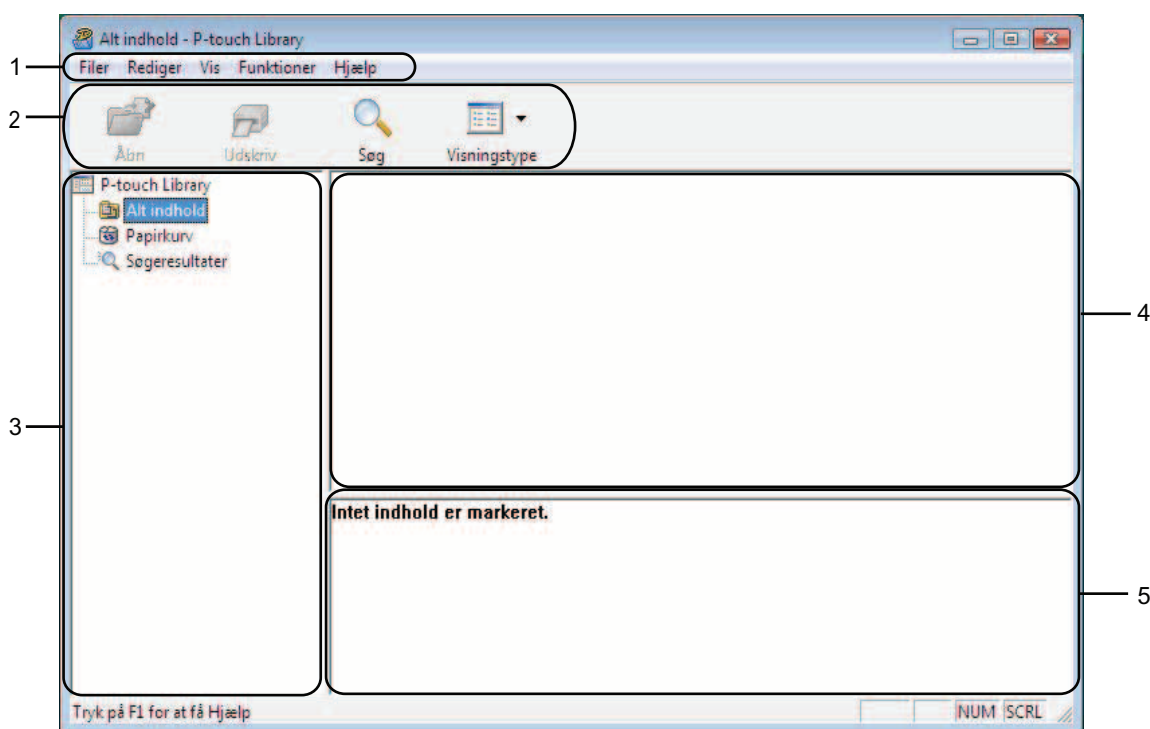 Alt indhold - P-touch Library
1
Filer Rediger Vis Funktioner Hjælp
2
Åbn Udskriv Søg Visningstype
3
P-touch Library
Alt indhold
Papirkurv
Søgeresultater
4
Intet indhold er markeret.
5
Tryk på F1 for at få Hjælp NUM SCRL